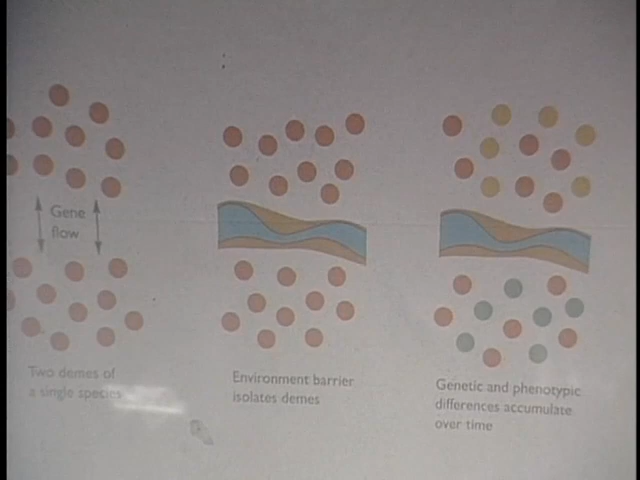 Gene
flow
Two demes of
a single species
Environment barrier
isolates demes
Genetic and phenotypic
differences accumulate
over time